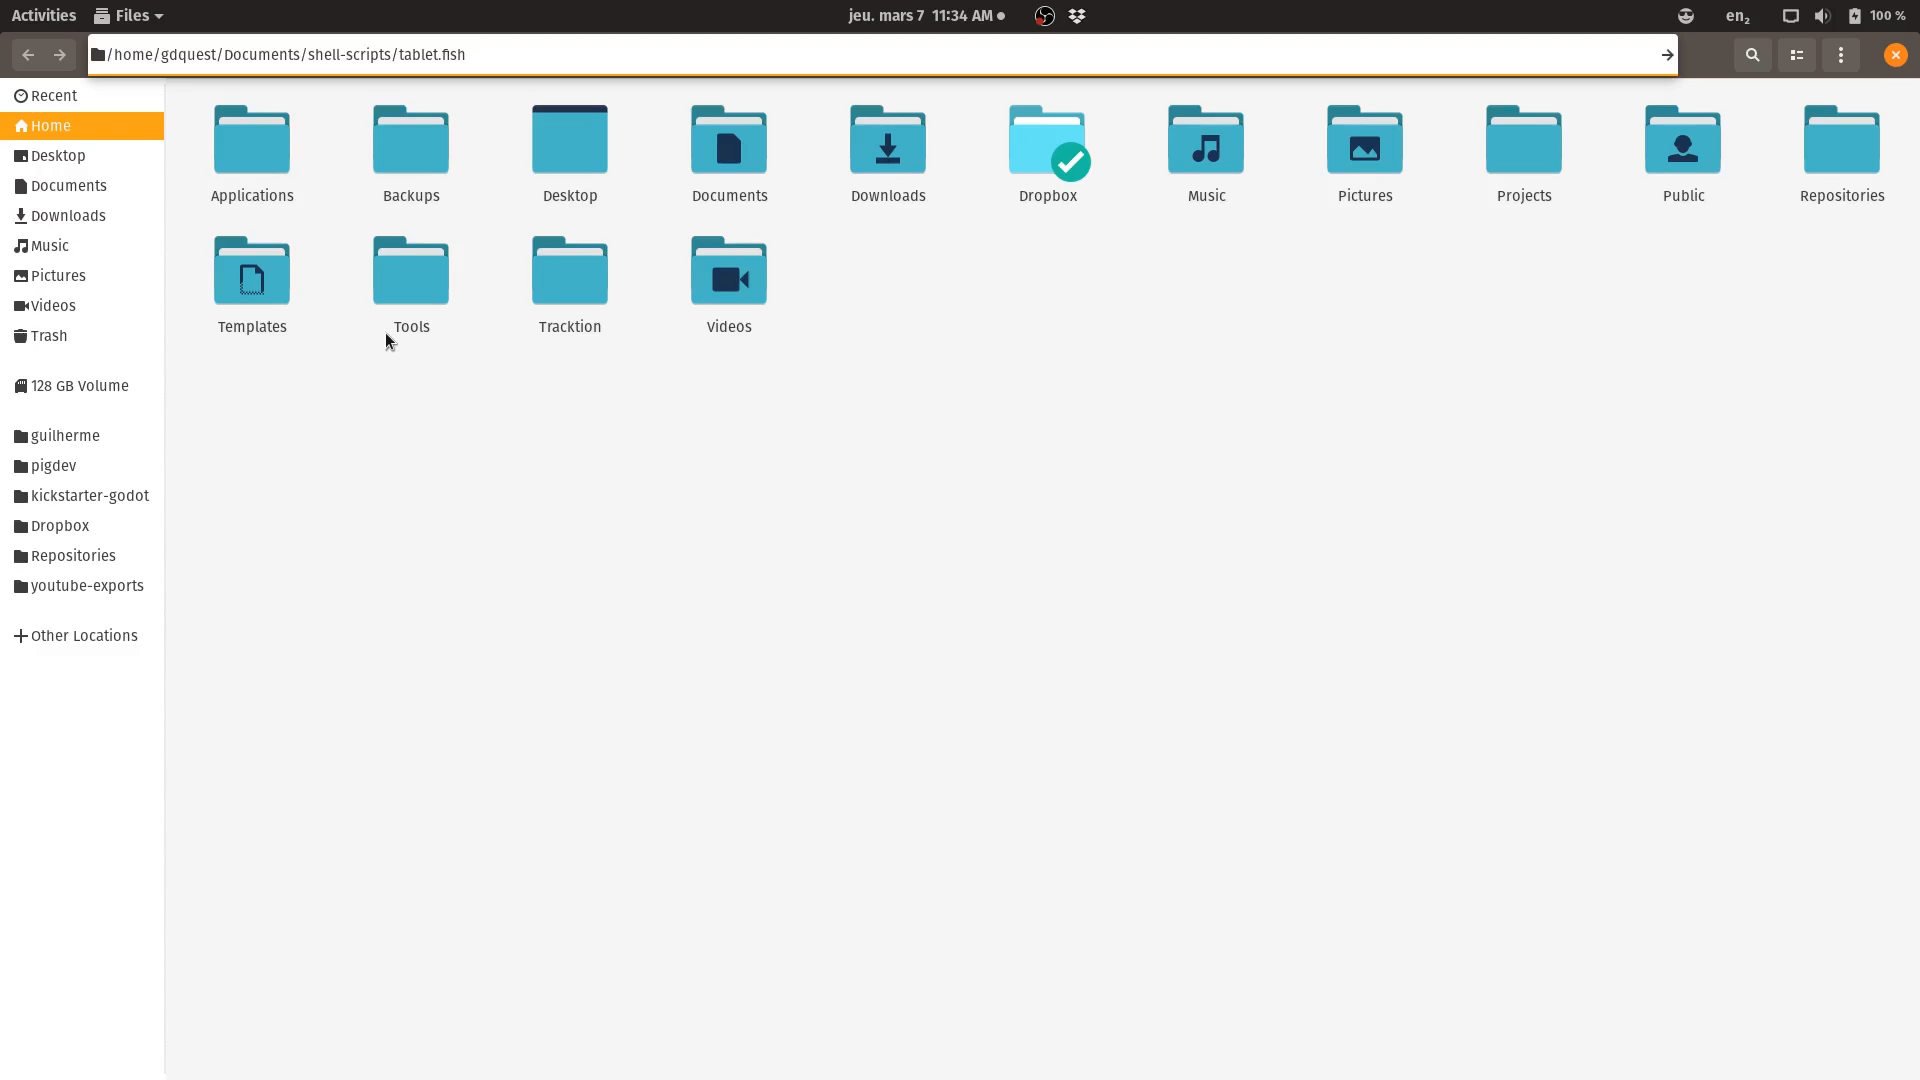 Activities Files jeu. mars 7 11:34 AM en₂ 100 %
/home/gdquest/Documents/shell-scripts/tablet.fish
Recent
Home
Desktop
Documents
Downloads
Music
Pictures
Videos
Trash
128 GB Volume
guilherme
pigdev
kickstarter-godot
Dropbox
Repositories
youtube-exports
Other Locations
Applications Backups Desktop Documents Downloads Dropbox Music Pictures Projects Public Repositories
Templates Tools Tracktion Videos